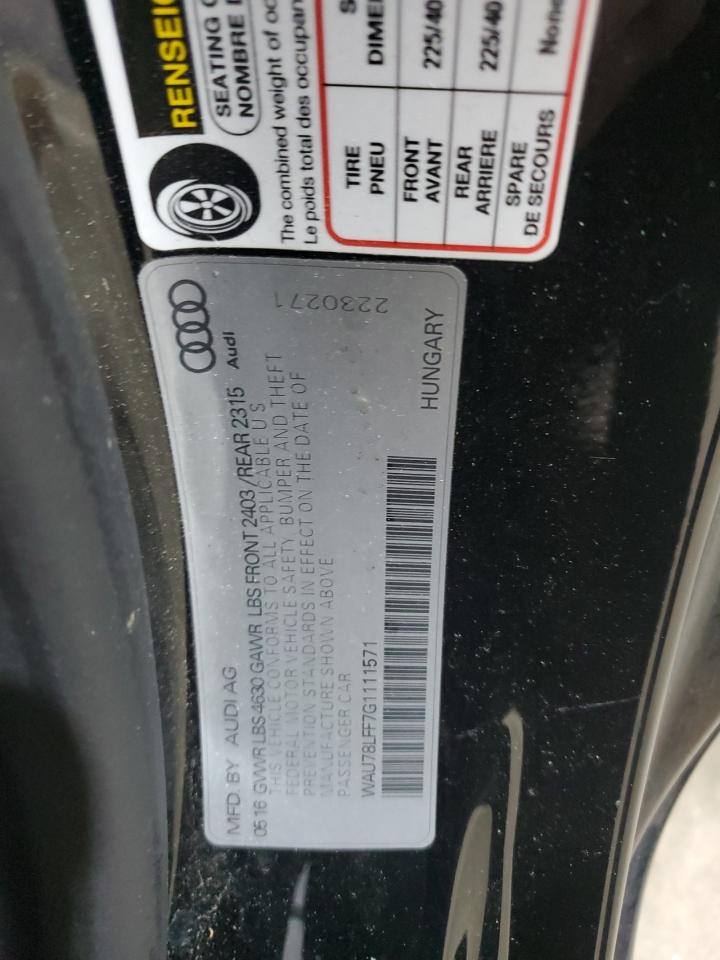 RENSEI
SEATING
NOMBRE
The combined weight of oc
Le poids total des occupan
TIRE
PNEU
DIMEN
FRONT
AVANT
225/40
REAR
ARRIERE
225/40
SPARE
DE SECOURS
None
MFD. BY AUDI AG
Audi
05 16 GVWR LBS 4630 GAWR LBS FRONT 2403 / REAR 2315
THIS VEHICLE CONFORMS TO ALL APPLICABLE U S
FEDERAL MOTOR VEHICLE SAFETY, BUMPER AND THEFT
PREVENTION STANDARDS IN EFFECT ON THE DATE OF
MANUFACTURE SHOWN ABOVE
PASSENGER CAR
2230271
WAU78LFF7G1111571
HUNGARY